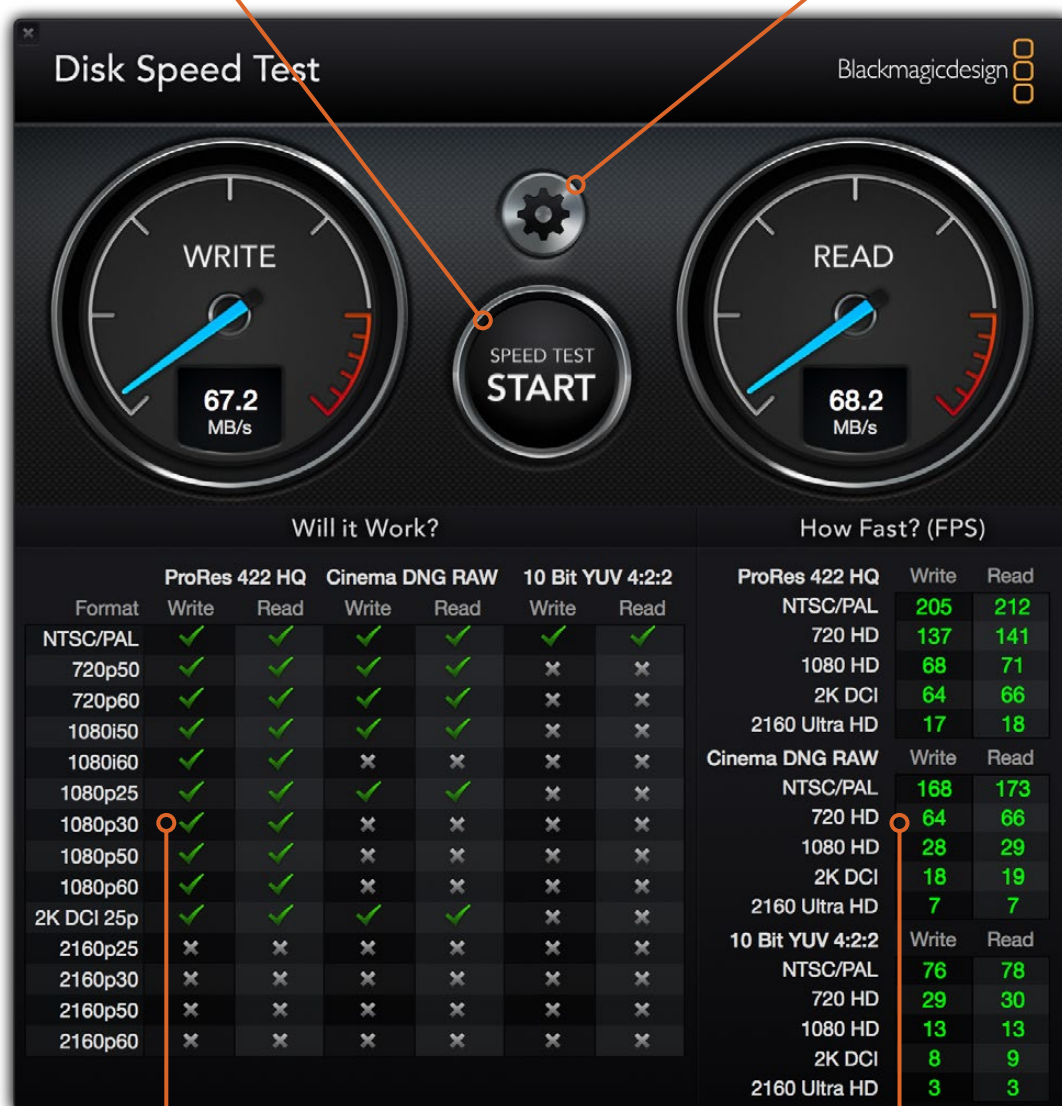 Disk Speed Test
Blackmagicdesign
WRITE
67.2
MB/s
SPEED TEST
START
READ
68.2
MB/s
Will it Work?
ProRes 422 HQ Cinema DNG RAW 10 Bit YUV 4:2:2
Format Write Read Write Read Write Read
NTSC/PAL
720p50
720p60
1080i50
1080i60
1080p25
1080p30
1080p50
1080p60
2K DCI 25p
2160p25
2160p30
2160p50
2160p60
How Fast? (FPS)
ProRes 422 HQ Write Read
NTSC/PAL 205 212
720 HD 137 141
1080 HD 68 71
2K DCI 64 66
2160 Ultra HD 17 18
Cinema DNG RAW Write Read
NTSC/PAL 168 173
720 HD 64 66
1080 HD 28 29
2K DCI 18 19
2160 Ultra HD 7 7
10 Bit YUV 4:2:2 Write Read
NTSC/PAL 76 78
720 HD 29 30
1080 HD 13 13
2K DCI 8 9
2160 Ultra HD 3 3